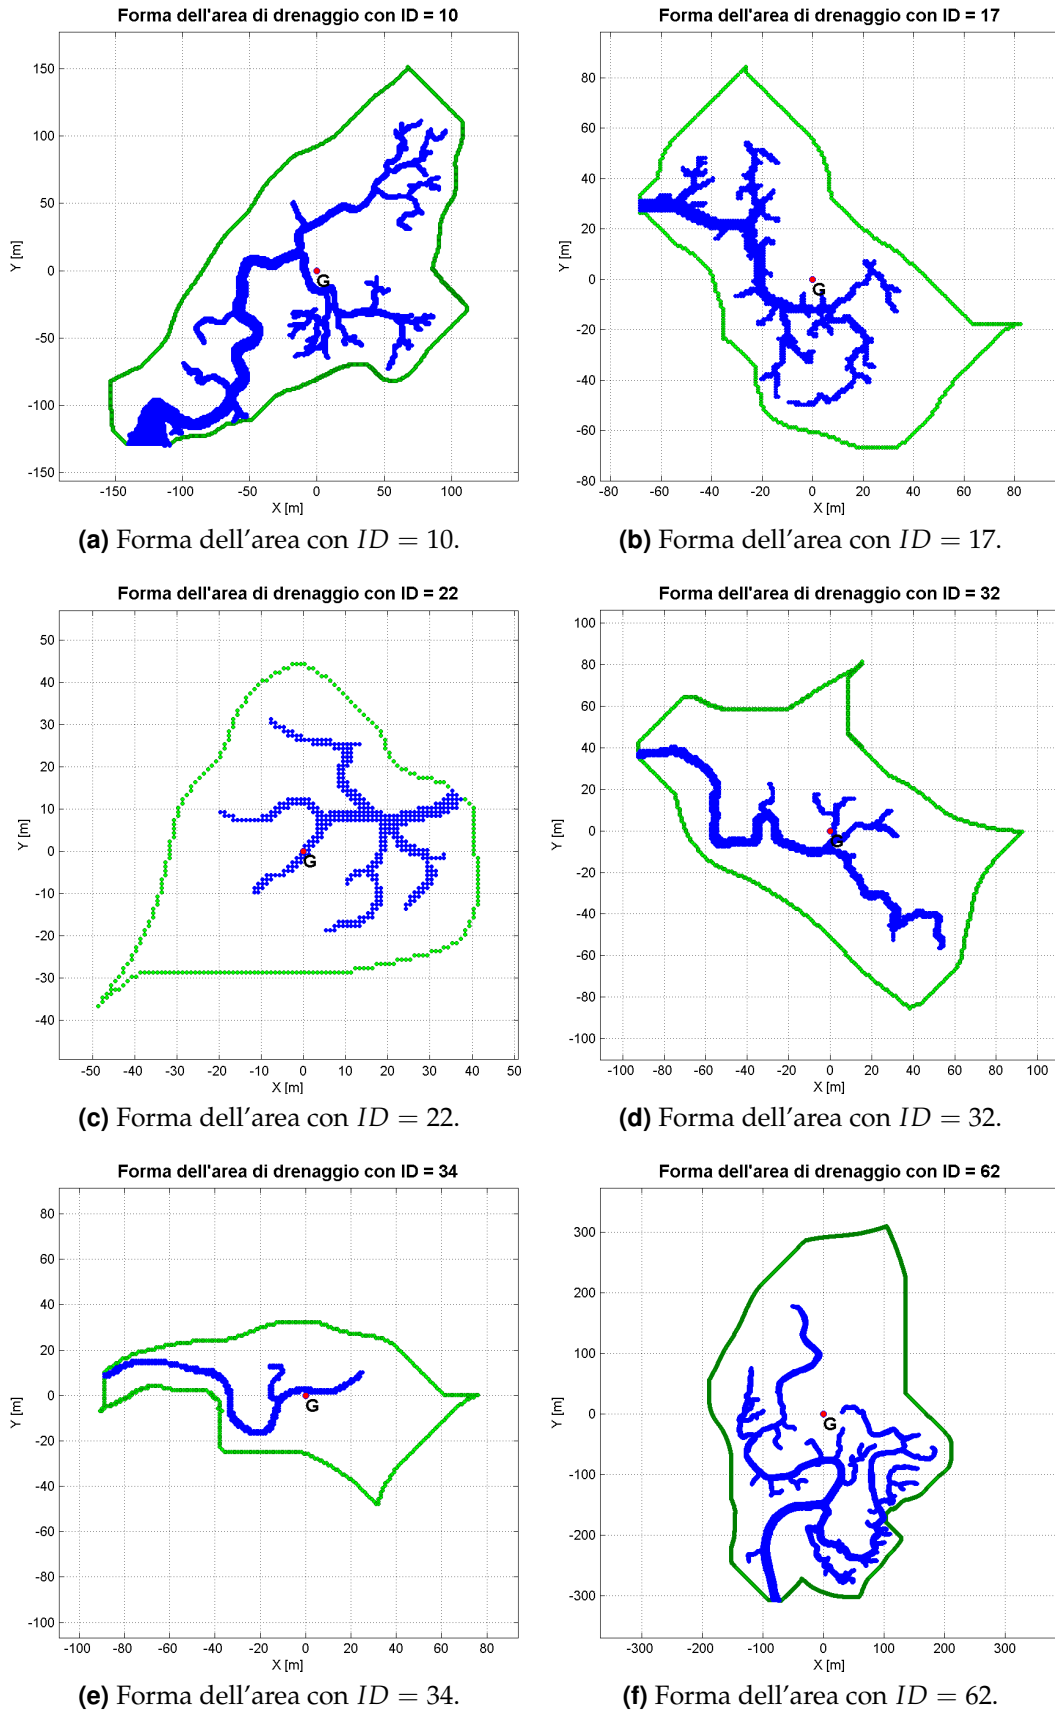 Forma dell'area di drenaggio con ID = 10
150
100
50
0
-50
-100
-150
Y [m]
G
-150 -100 -50 0 50 100
X [m]
(a) Forma dell'area con ID = 10.
Forma dell'area di drenaggio con ID = 17
80
60
40
20
0
-20
-40
-60
-80
Y [m]
G
-80 -60 -40 -20 0 20 40 60 80
X [m]
(b) Forma dell'area con ID = 17.
Forma dell'area di drenaggio con ID = 22
50
40
30
20
10
0
-10
-20
-30
-40
Y [m]
G
-50 -40 -30 -20 -10 0 10 20 30 40 50
X [m]
(c) Forma dell'area con ID = 22.
Forma dell'area di drenaggio con ID = 32
100
80
60
40
20
0
-20
-40
-60
-80
-100
Y [m]
G
-100 -80 -60 -40 -20 0 20 40 60 80 100
X [m]
(d) Forma dell'area con ID = 32.
Forma dell'area di drenaggio con ID = 34
80
60
40
20
0
-20
-40
-60
-80
-100
Y [m]
G
-100 -80 -60 -40 -20 0 20 40 60 80
X [m]
(e) Forma dell'area con ID = 34.
Forma dell'area di drenaggio con ID = 62
300
200
100
0
-100
-200
-300
Y [m]
G
-300 -200 -100 0 100 200 300
X [m]
(f) Forma dell'area con ID = 62.